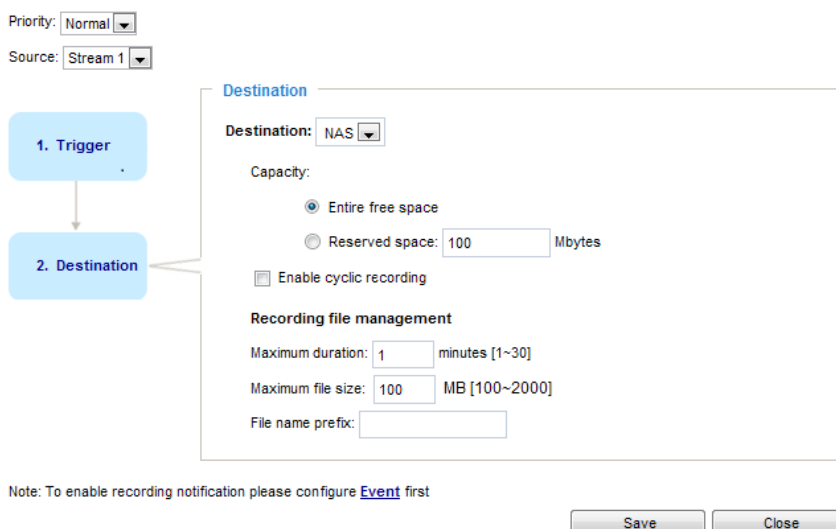 Priority: Normal
Source: Stream 1
Destination
1. Trigger
Destination: NAS
Capacity:
Entire free space
Reserved space: 100 Mbytes
2. Destination
Enable cyclic recording
Recording file management
Maximum duration: 1 minutes [1~30]
Maximum file size: 100 MB [100~2000]
File name prefix:
Note: To enable recording notification please configure Event first
Save Close